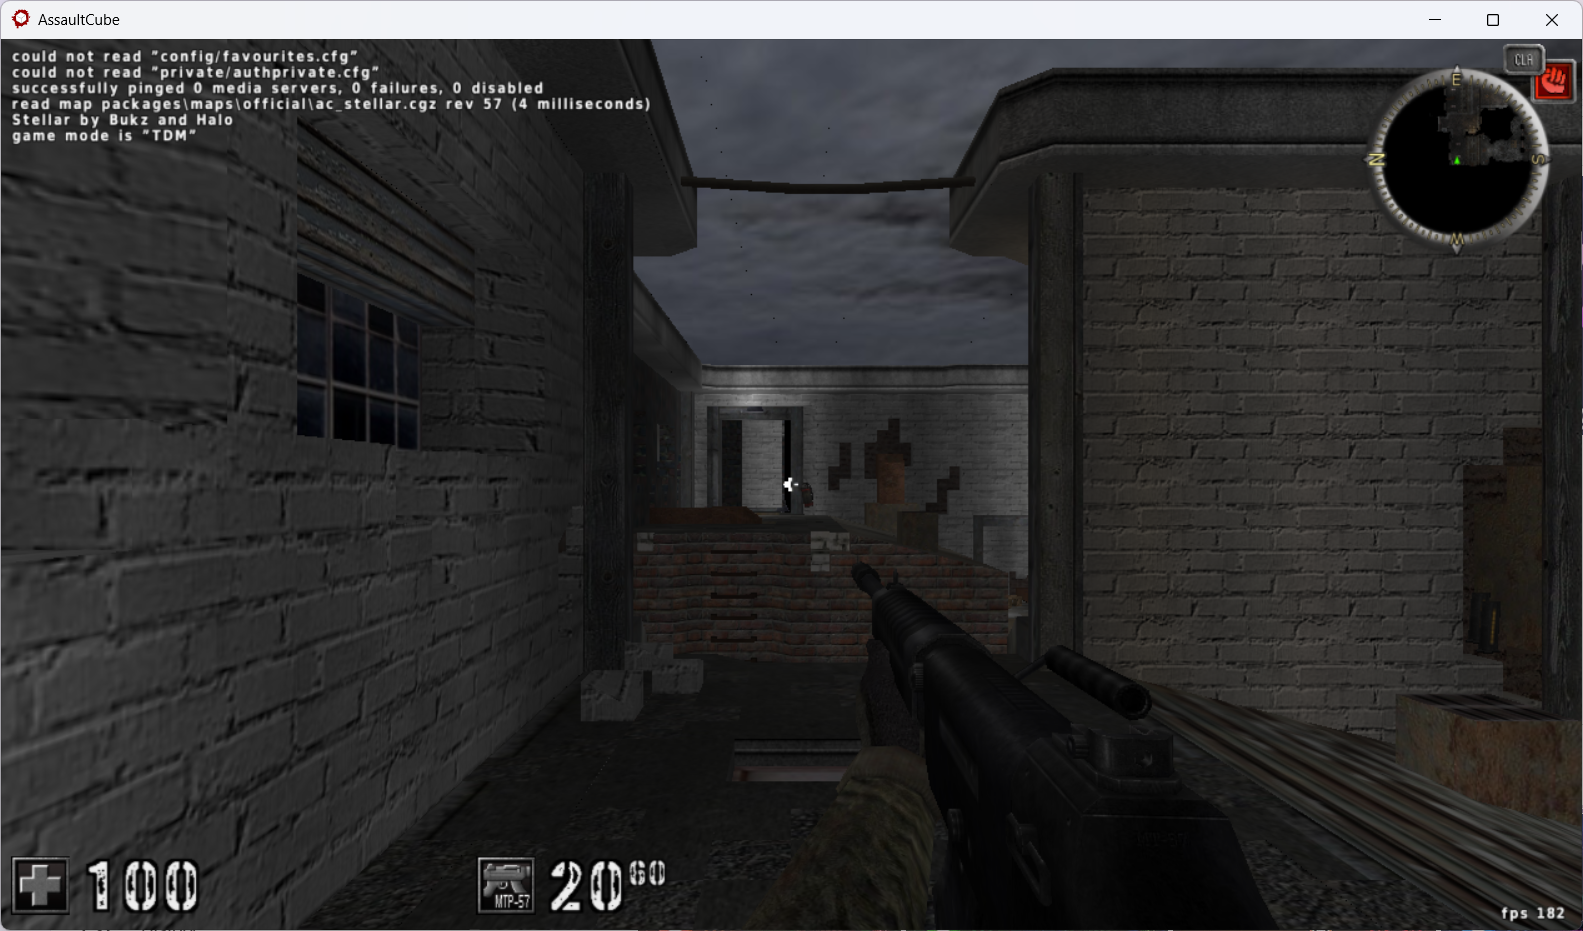 AssaultCube
could not read "config/favourites.cfg"
could not read "private/authprivate.cfg"
successfully pinged 0 media servers, 0 failures, 0 disabled
read map packages\maps\official\ac_stellar.cgz rev 57 (4 milliseconds)
Stellar by Bukz and Halo
game mode is "TDM"
CLA
E
N
S
W
100
MTP-57
20 60
fps 182